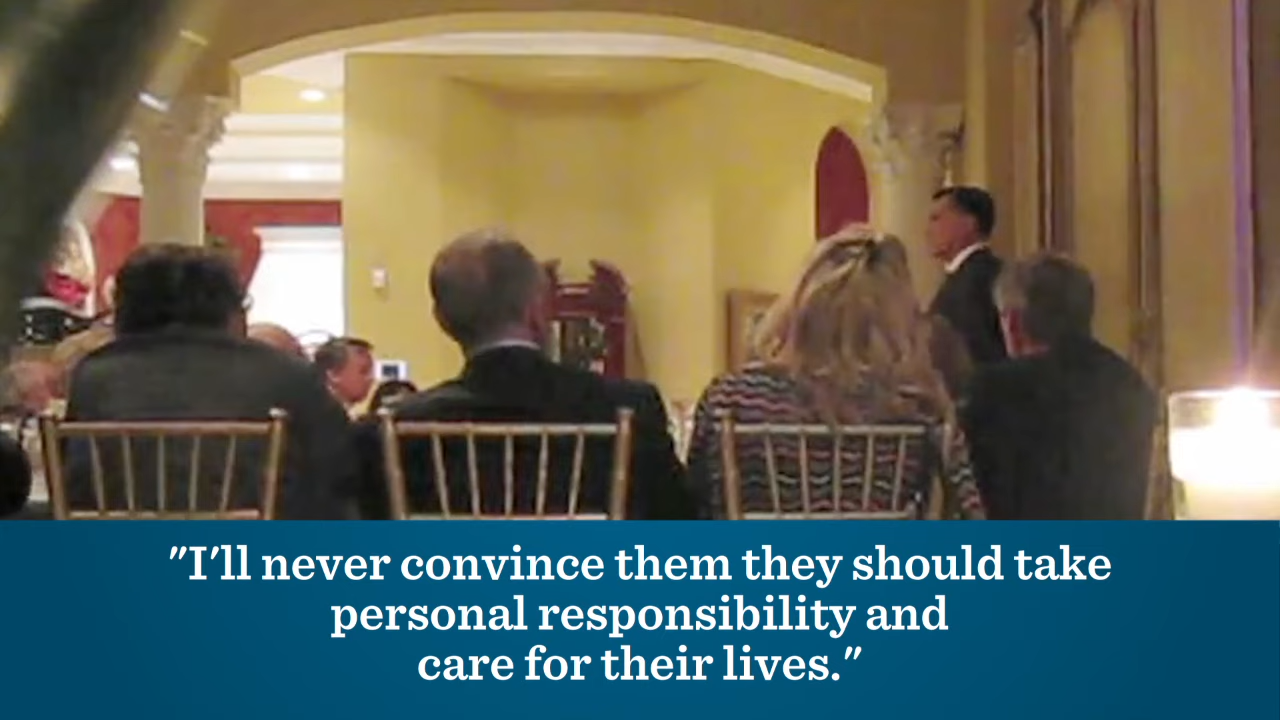 "I'll never convince them they should take
personal responsibility and
care for their lives."